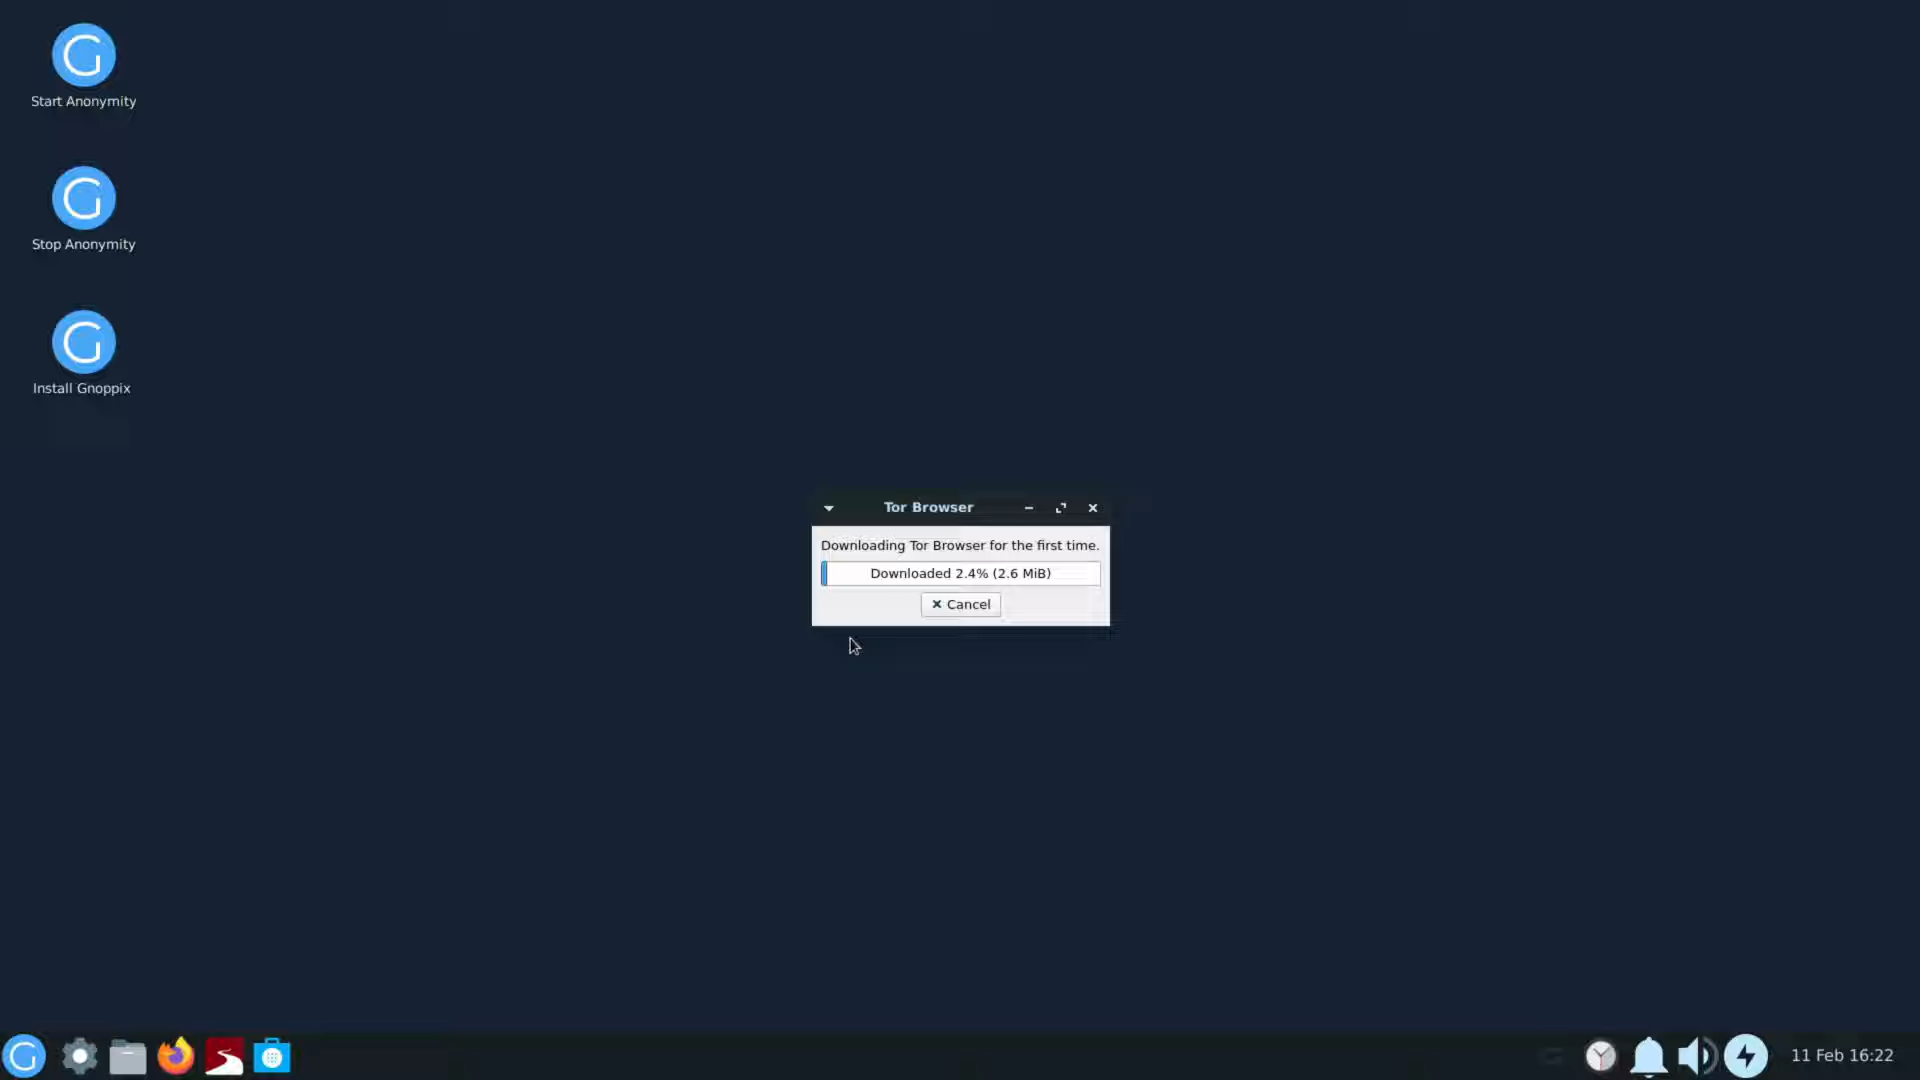 Start Anonymity
Stop Anonymity
Install Gnoppix
Tor Browser
Downloading Tor Browser for the first time.
Downloaded 2.4% (2.6 MiB)
Cancel
11 Feb 16:22